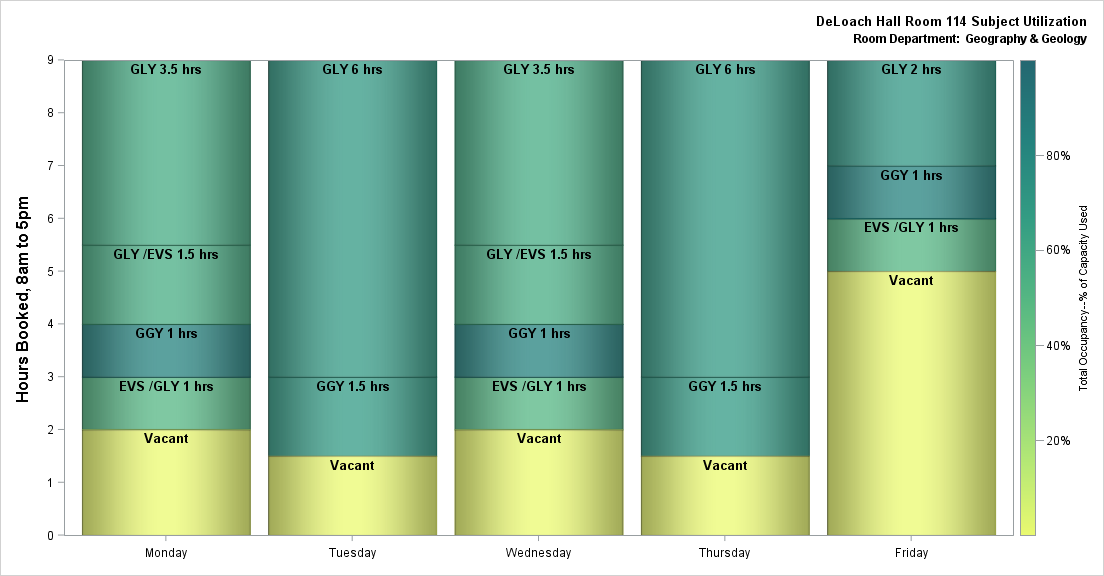 DeLoach Hall Room 114 Subject Utilization
Room Department: Geography & Geology
Hours Booked, 8am to 5pm
9
8
7
6
5
4
3
2
1
0
GLY 3.5 hrs
GLY /EVS 1.5 hrs
GGY 1 hrs
EVS /GLY 1 hrs
Vacant
GLY 6 hrs
GGY 1.5 hrs
Vacant
GLY 3.5 hrs
GLY /EVS 1.5 hrs
GGY 1 hrs
EVS /GLY 1 hrs
Vacant
GLY 6 hrs
GGY 1.5 hrs
Vacant
GLY 2 hrs
GGY 1 hrs
EVS /GLY 1 hrs
Vacant
Monday
Tuesday
Wednesday
Thursday
Friday
80%
60%
40%
20%
Total Occupancy--% of Capacity Used